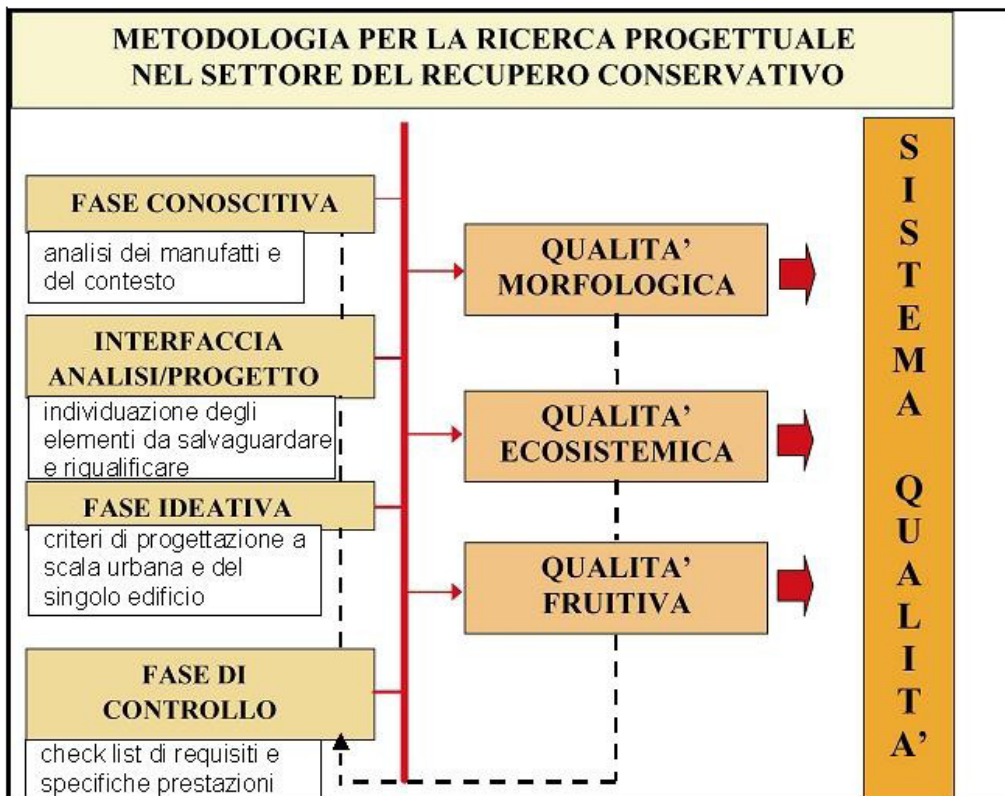 METODOLOGIA PER LA RICERCA PROGETTUALE
NEL SETTORE DEL RECUPERO CONSERVATIVO
FASE CONOSCITIVA
analisi dei manufatti e
del contesto
INTERFACCIA
ANALISI/PROGETTO
individuazione degli
elementi da salvaguardare
e riqualificare
FASE IDEATIVA
criteri di progettazione a
scala urbana e del
singolo edificio
FASE DI
CONTROLLO
check list di requisiti e
specifiche prestazioni
QUALITA’
MORFOLOGICA
QUALITA’
ECOSISTEMICA
QUALITA’
FRUITIVA
SISTEMA QUALITA’